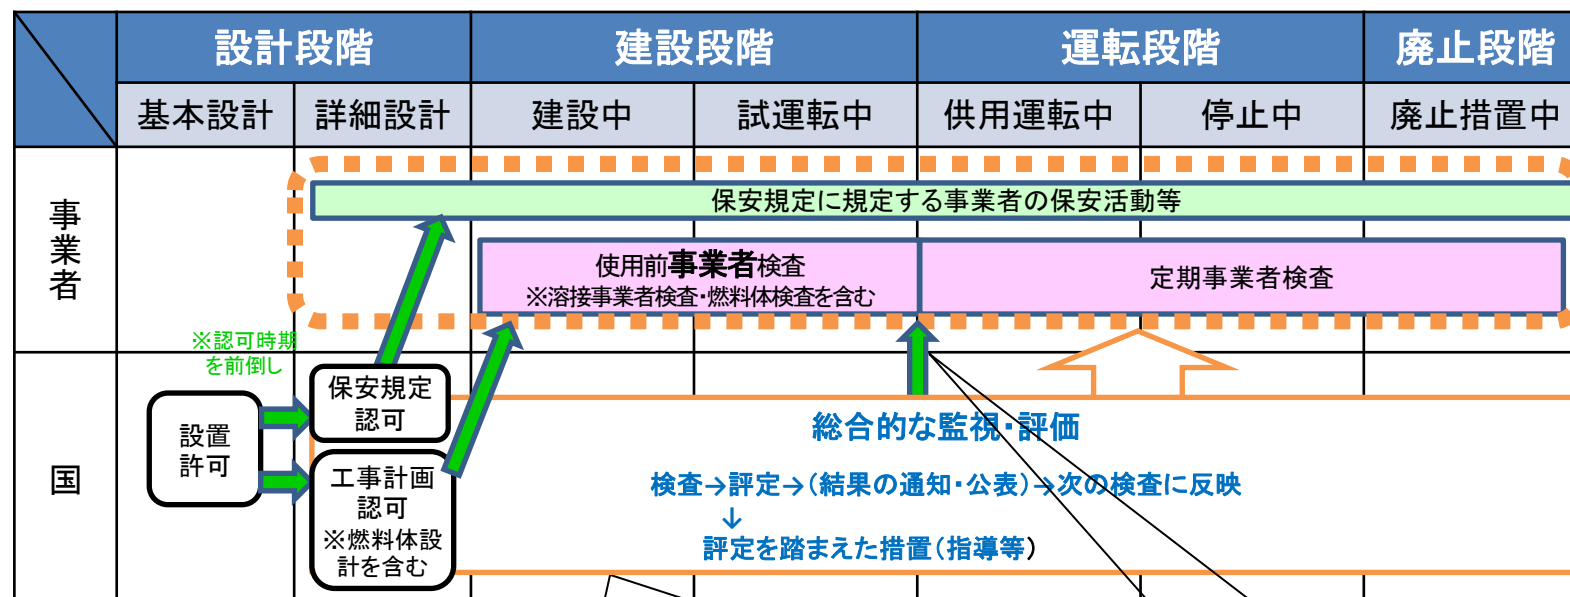 設計段階 建設段階 運転段階 廃止段階
基本設計 詳細設計 建設中 試運転中 供用運転中 停止中 廃止措置中
事業者
保安規定に規定する事業者の保安活動等
使用前事業者検査
※溶接事業者検査・燃料体検査を含む
定期事業者検査
※認可時期
を前倒し
国
設置
許可
保安規定
認可
工事計画
認可
※燃料体設
計を含む
総合的な監視・評価
検査→評定→(結果の通知・公表)→次の検査に反映
↓
評定を踏まえた措置(指導等)